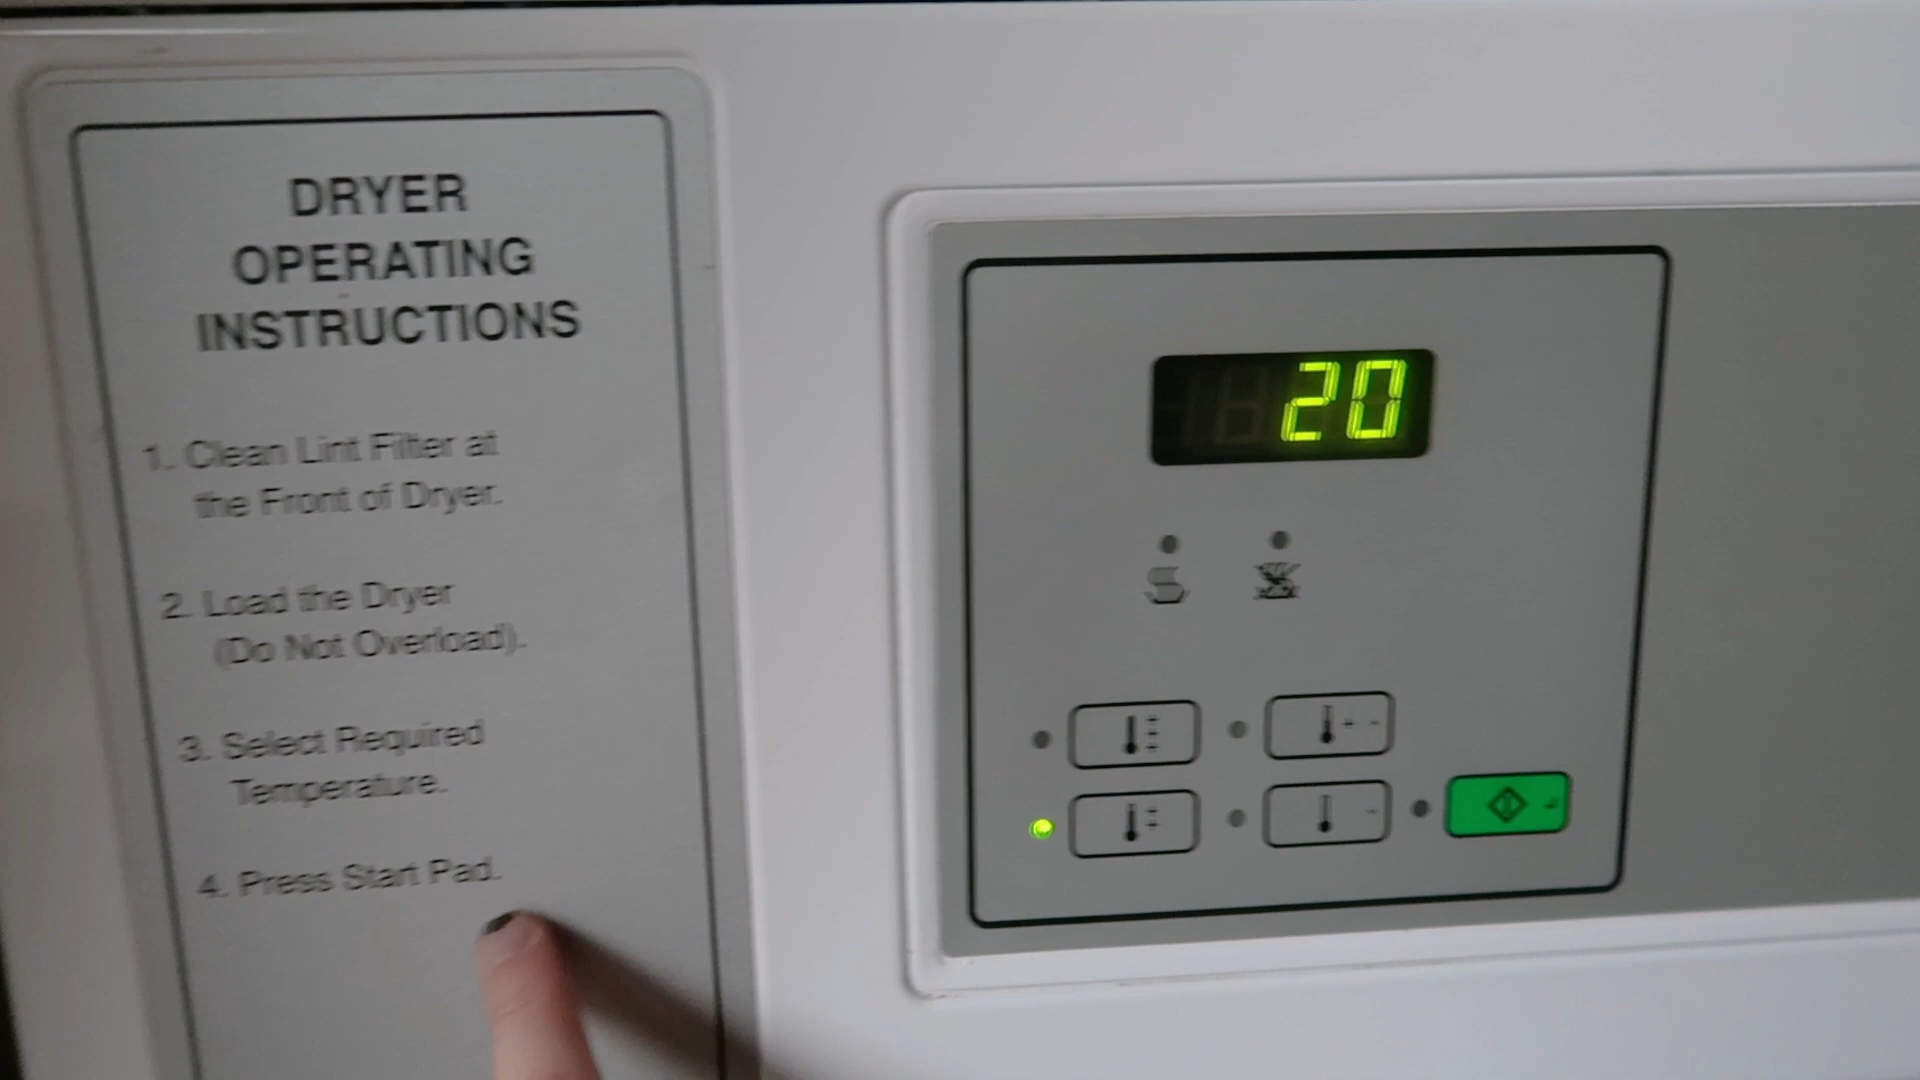 DRYER
OPERATING
INSTRUCTIONS
1. Clean Lint Filter at
the Front of Dryer.
2. Load the Dryer
(Do Not Overload).
3. Select Required
Temperature.
4. Press Start Pad.
20